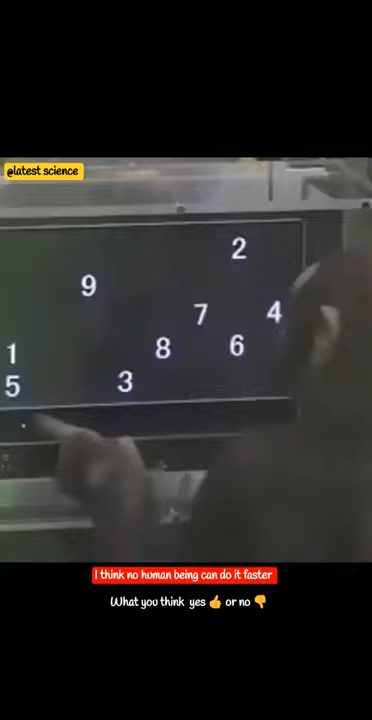 @latest science
2
9
7 4
1 8 6
5 3
I think no human being can do it faster
What you think yes 👍 or no 👎